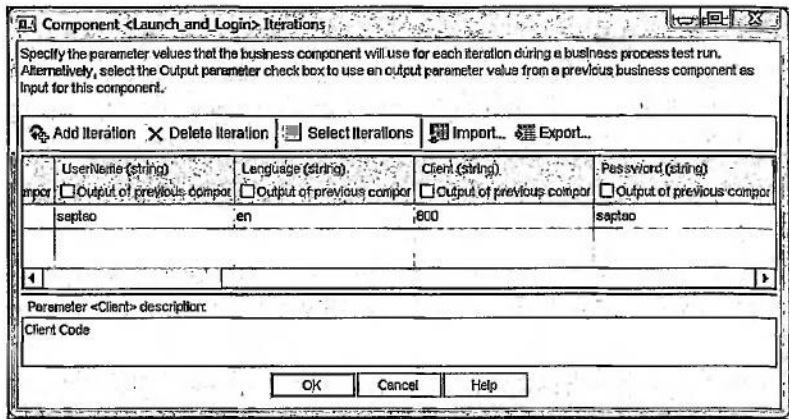 Component <Launch_and_Login> Iterations
Specify the parameter values that the business component will use for each iteration during a business process test run.
Alternatively, select the Output parameter check box to use an output parameter value from a previous business component as
input for this component.
Add Iteration Delete Iteration Select Iterations Import... Export...
UserName (string) Language (string) Client (string) Password (string)
mpor Output of previous compor Output of previous compor Output of previous compor Output of previous compor
saptao en 800 saptao
Parameter <Client> description:
Client Code
OK Cancel Help